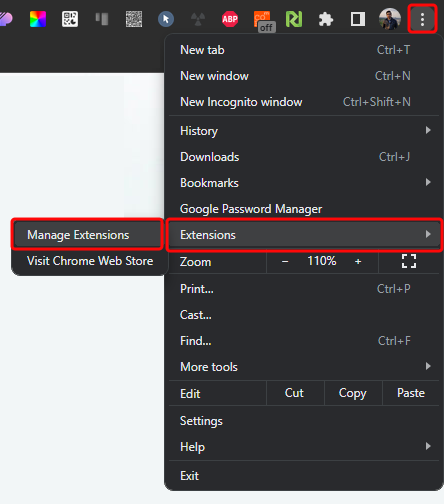 ABP
off
New tab Ctrl+T
New window Ctrl+N
New Incognito window Ctrl+Shift+N
History
Downloads Ctrl+J
Bookmarks
Google Password Manager
Manage Extensions
Extensions
Visit Chrome Web Store
Zoom − 110% +
Print... Ctrl+P
Cast...
Find... Ctrl+F
More tools
Edit Cut Copy Paste
Settings
Help
Exit